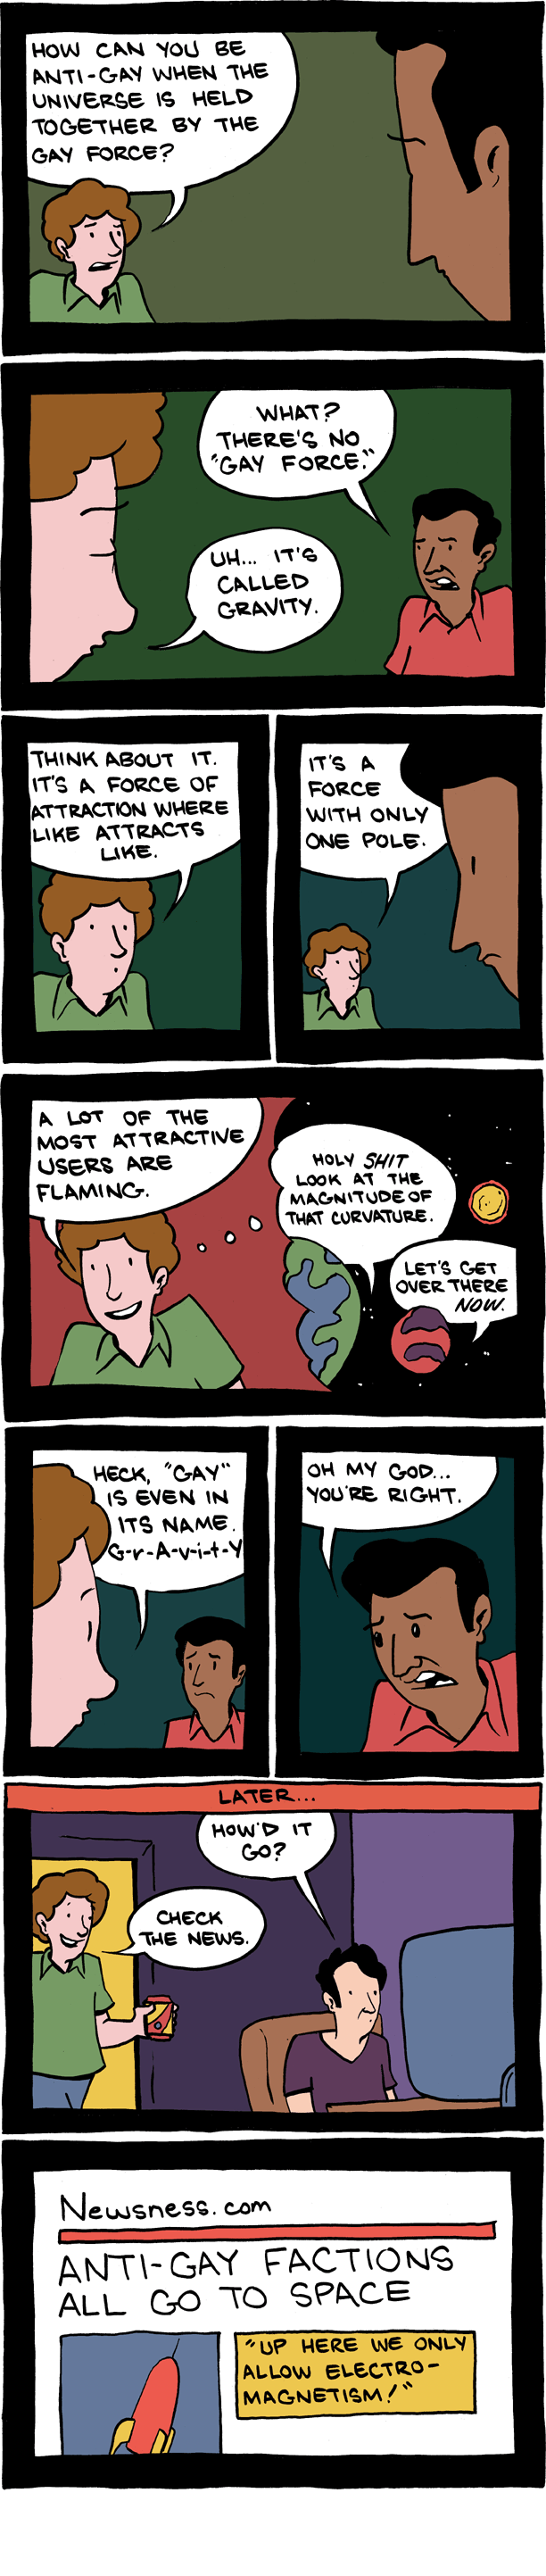 HOW CAN YOU BE
ANTI-GAY WHEN THE
UNIVERSE IS HELD
TOGETHER BY THE
GAY FORCE?
WHAT?
THERE'S NO
"GAY FORCE."
UH... IT'S
CALLED
GRAVITY.
THINK ABOUT IT.
IT'S A FORCE OF
ATTRACTION WHERE
LIKE ATTRACTS
LIKE.
IT'S A
FORCE
WITH ONLY
ONE POLE.
A LOT OF THE
MOST ATTRACTIVE
USERS ARE
FLAMING.
HOLY SHIT
LOOK AT THE
MAGNITUDE OF
THAT CURVATURE.
LET'S GET
OVER THERE
NOW.
HECK, "GAY"
IS EVEN IN
ITS NAME.
G-r-A-v-i-t-Y
OH MY GOD...
YOU'RE RIGHT.
LATER...
HOW'D IT
GO?
CHECK
THE NEWS.
Newsness.com
ANTI-GAY FACTIONS
ALL GO TO SPACE
"UP HERE WE ONLY
ALLOW ELECTRO-
MAGNETISM!"